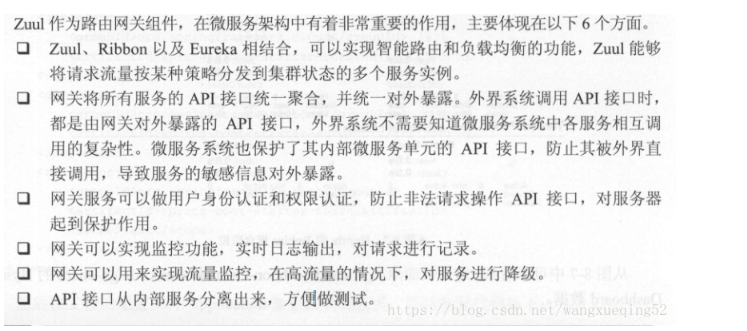 Zuul 作为路由网关组件，在微服务架构中有着非常重要的作用，主要体现在以下 6 个方面。
❑ Zuul、Ribbon 以及 Eureka 相结合，可以实现智能路由和负载均衡的功能，Zuul 能够
将请求流量按某种策略分发到集群状态的多个服务实例。
❑ 网关将所有服务的 API 接口统一聚合，并统一对外暴露。外界系统调用 API 接口时，
都是由网关对外暴露的 API 接口，外界系统不需要知道微服务系统中各服务相互调
用的复杂性。微服务系统也保护了其内部微服务单元的 API 接口，防止其被外界直
接调用，导致服务的敏感信息对外暴露。
❑ 网关服务可以做用户身份认证和权限认证，防止非法请求操作 API 接口，对服务器
起到保护作用。
❑ 网关可以实现监控功能，实时日志输出，对请求进行记录。
❑ 网关可以用来实现流量监控，在高流量的情况下，对服务进行降级。
❑ API 接口从内部服务分离出来，方便做测试。
https://blog.csdn.net/wangxueqing52